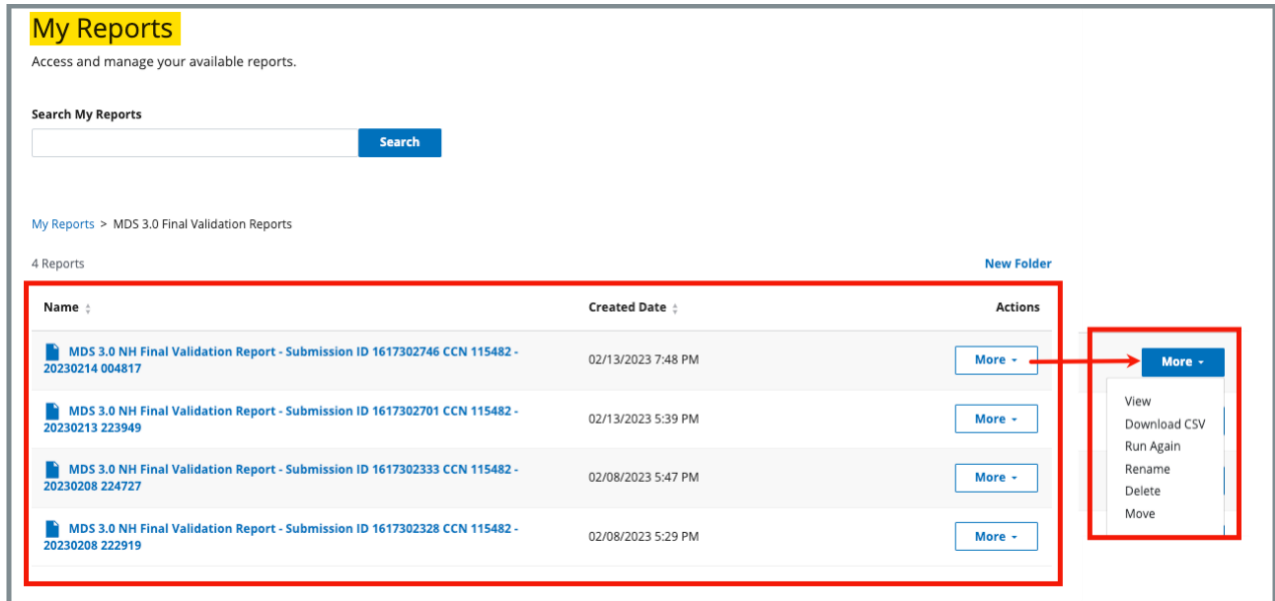 My Reports
Access and manage your available reports.
Search My Reports
Search
My Reports > MDS 3.0 Final Validation Reports
4 Reports
New Folder
Name
Created Date
Actions
MDS 3.0 NH Final Validation Report - Submission ID 1617302746 CCN 115482 -
20230214 004817
02/13/2023 7:48 PM
More
MDS 3.0 NH Final Validation Report - Submission ID 1617302701 CCN 115482 -
20230213 223949
02/13/2023 5:39 PM
More
MDS 3.0 NH Final Validation Report - Submission ID 1617302333 CCN 115482 -
20230208 224727
02/08/2023 5:47 PM
More
MDS 3.0 NH Final Validation Report - Submission ID 1617302328 CCN 115482 -
20230208 222919
02/08/2023 5:29 PM
More
More
View
Download CSV
Run Again
Rename
Delete
Move